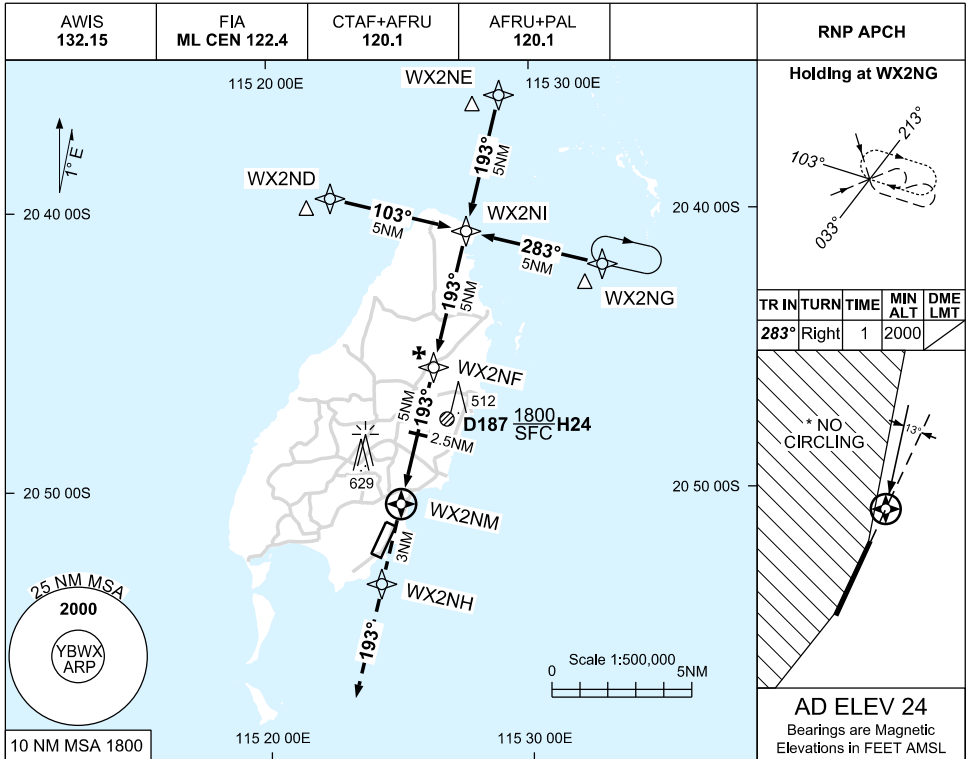 AWIS
132.15
FIA
ML CEN 122.4
CTAF+AFRU
120.1
AFRU+PAL
120.1
RNP APCH
115 20 00E
115 30 00E
1° E
20 40 00S
20 40 00S
WX2NE
193°
5NM
WX2ND
103°
5NM
WX2NI
283°
5NM
WX2NG
193°
5NM
WX2NF
512
D187 1800 H24
SFC
5NM
193°
2.5NM
629
20 50 00S
20 50 00S
WX2NM
3NM
WX2NH
193°
25 NM MSA
2000
YBWX
ARP
10 NM MSA 1800
Scale 1:500,000
0
5NM
115 20 00E
115 30 00E
Holding at WX2NG
213°
103°
033°
TR IN TURN TIME MIN ALT DME LMT
283° Right 1 2000
* NO
CIRCLING
13°
AD ELEV 24
Bearings are Magnetic
Elevations in FEET AMSL